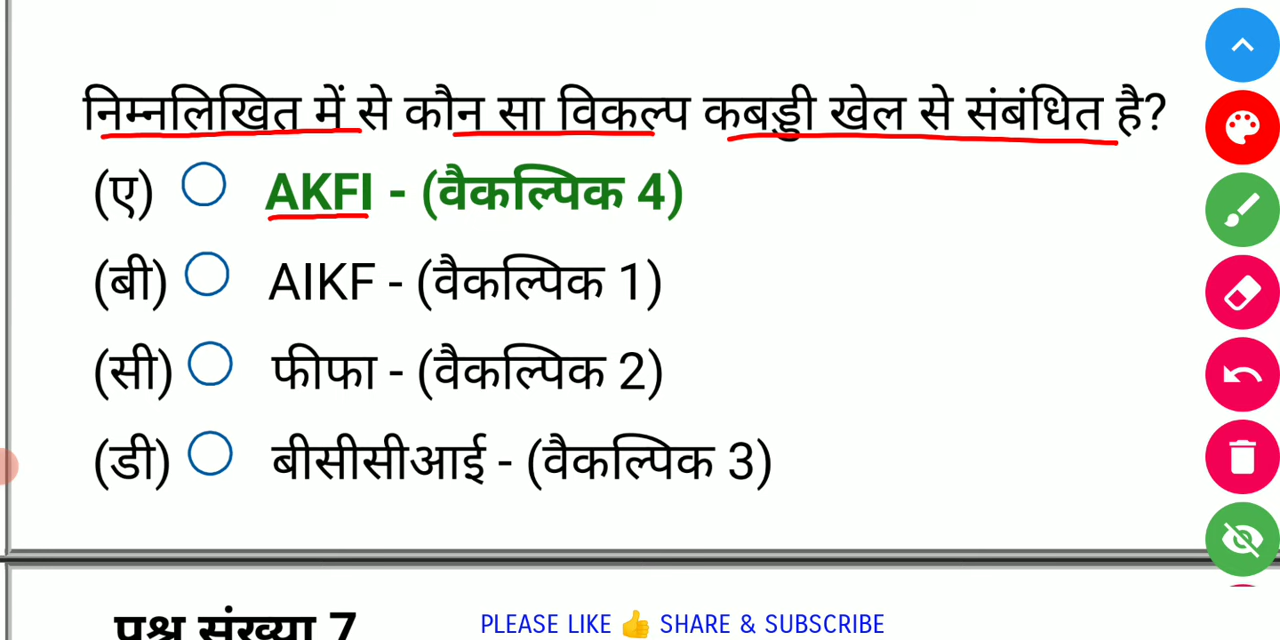 निम्नलिखित में से कौन सा विकल्प कबड्डी खेल से संबंधित है?
(ए) AKFI - (वैकल्पिक 4)
(बी) AIKF - (वैकल्पिक 1)
(सी) फीफा - (वैकल्पिक 2)
(डी) बीसीसीआई - (वैकल्पिक 3)
प्रश्न संख्या 7
PLEASE LIKE 👍 SHARE & SUBSCRIBE